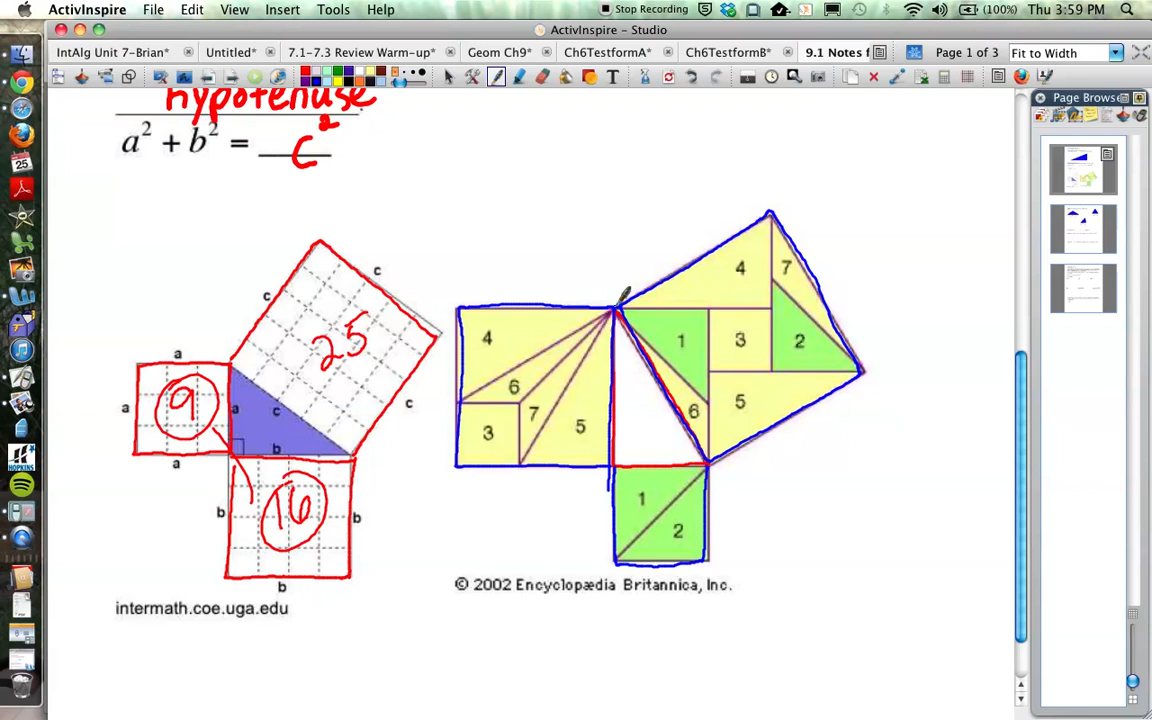 ActivInspire File Edit View Insert Tools Help Stop Recording (100%) Thu 3:59 PM
ActivInspire - Studio
IntAlg Unit 7-Brian* Untitled* 7.1-7.3 Review Warm-up* Geom Ch9* Ch6TestformA* Ch6TestformB* 9.1 Notes f Page 1 of 3 Fit to Width
Page Brows
hypotenuse
a² + b² = c²
c
c
25
c
c
a
a
9
a
a
c
b
b
16
b
b
intermath.coe.uga.edu
4
7
4
1
3
2
6
6
5
3
7
5
1
2
© 2002 Encyclopædia Britannica, Inc.